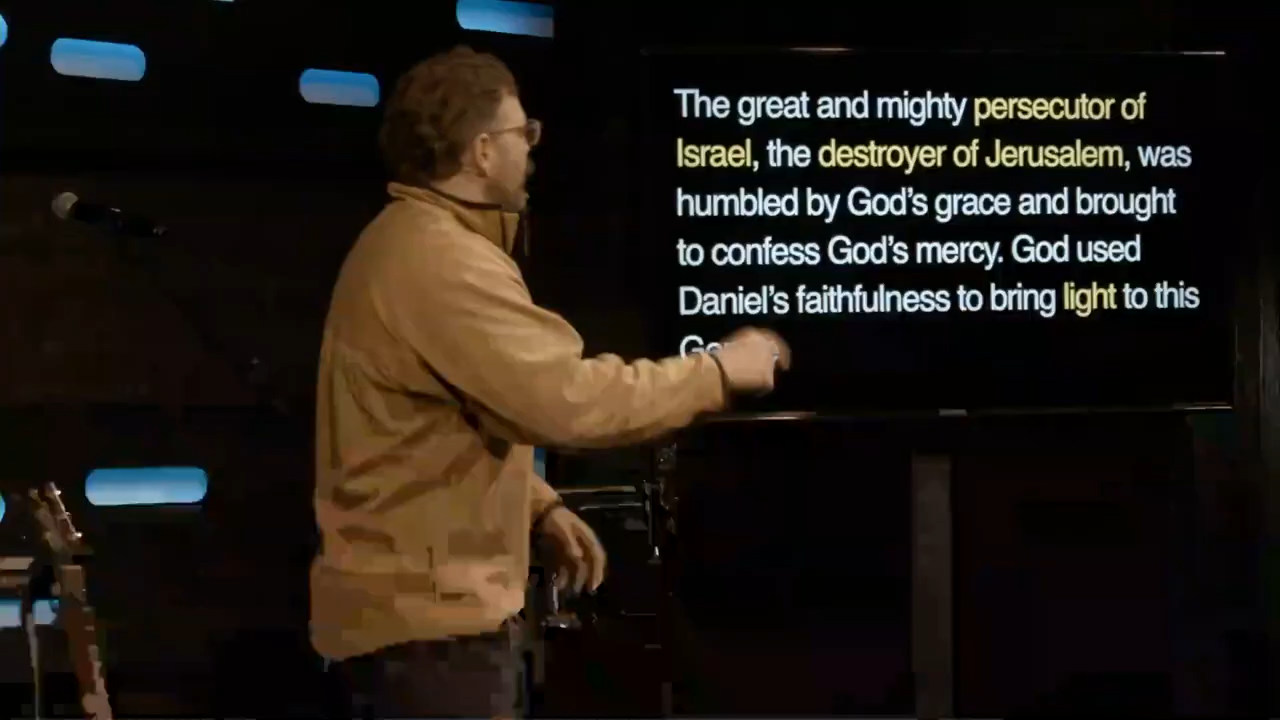 The great and mighty persecutor of
Israel, the destroyer of Jerusalem, was
humbled by God’s grace and brought
to confess God’s mercy. God used
Daniel’s faithfulness to bring light to this